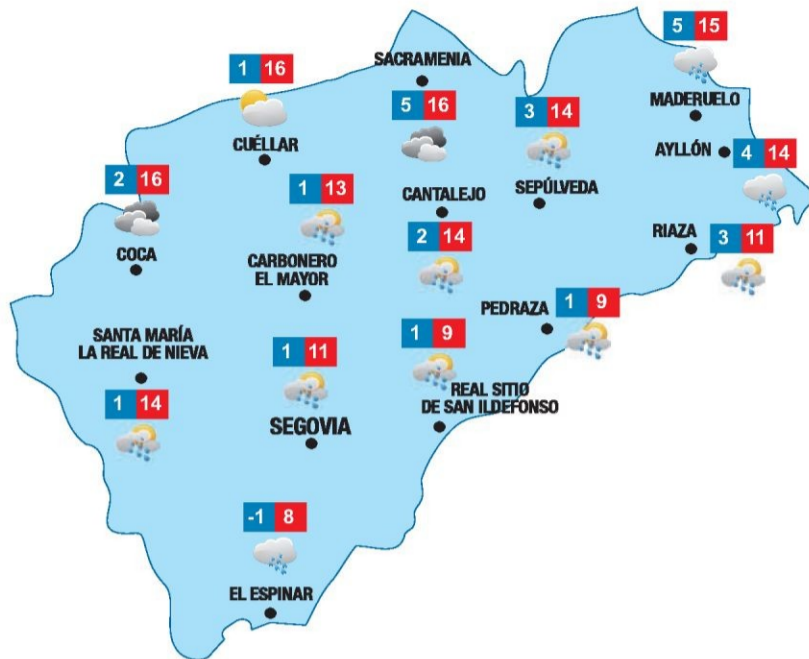 5 15
MADERUELO
SACRAMENIA
5 16
1 16
CUÉLLAR
3 14
SEPÚLVEDA
AYLLÓN
4 14
2 16
COCA
1 13
CARBONERO
EL MAYOR
CANTALEJO
2 14
RIAZA
3 11
PEDRAZA
1 9
SANTA MARÍA
LA REAL DE NIEVA
1 14
1 11
SEGOVIA
1 9
REAL SITIO
DE SAN ILDEFONSO
-1 8
EL ESPINAR